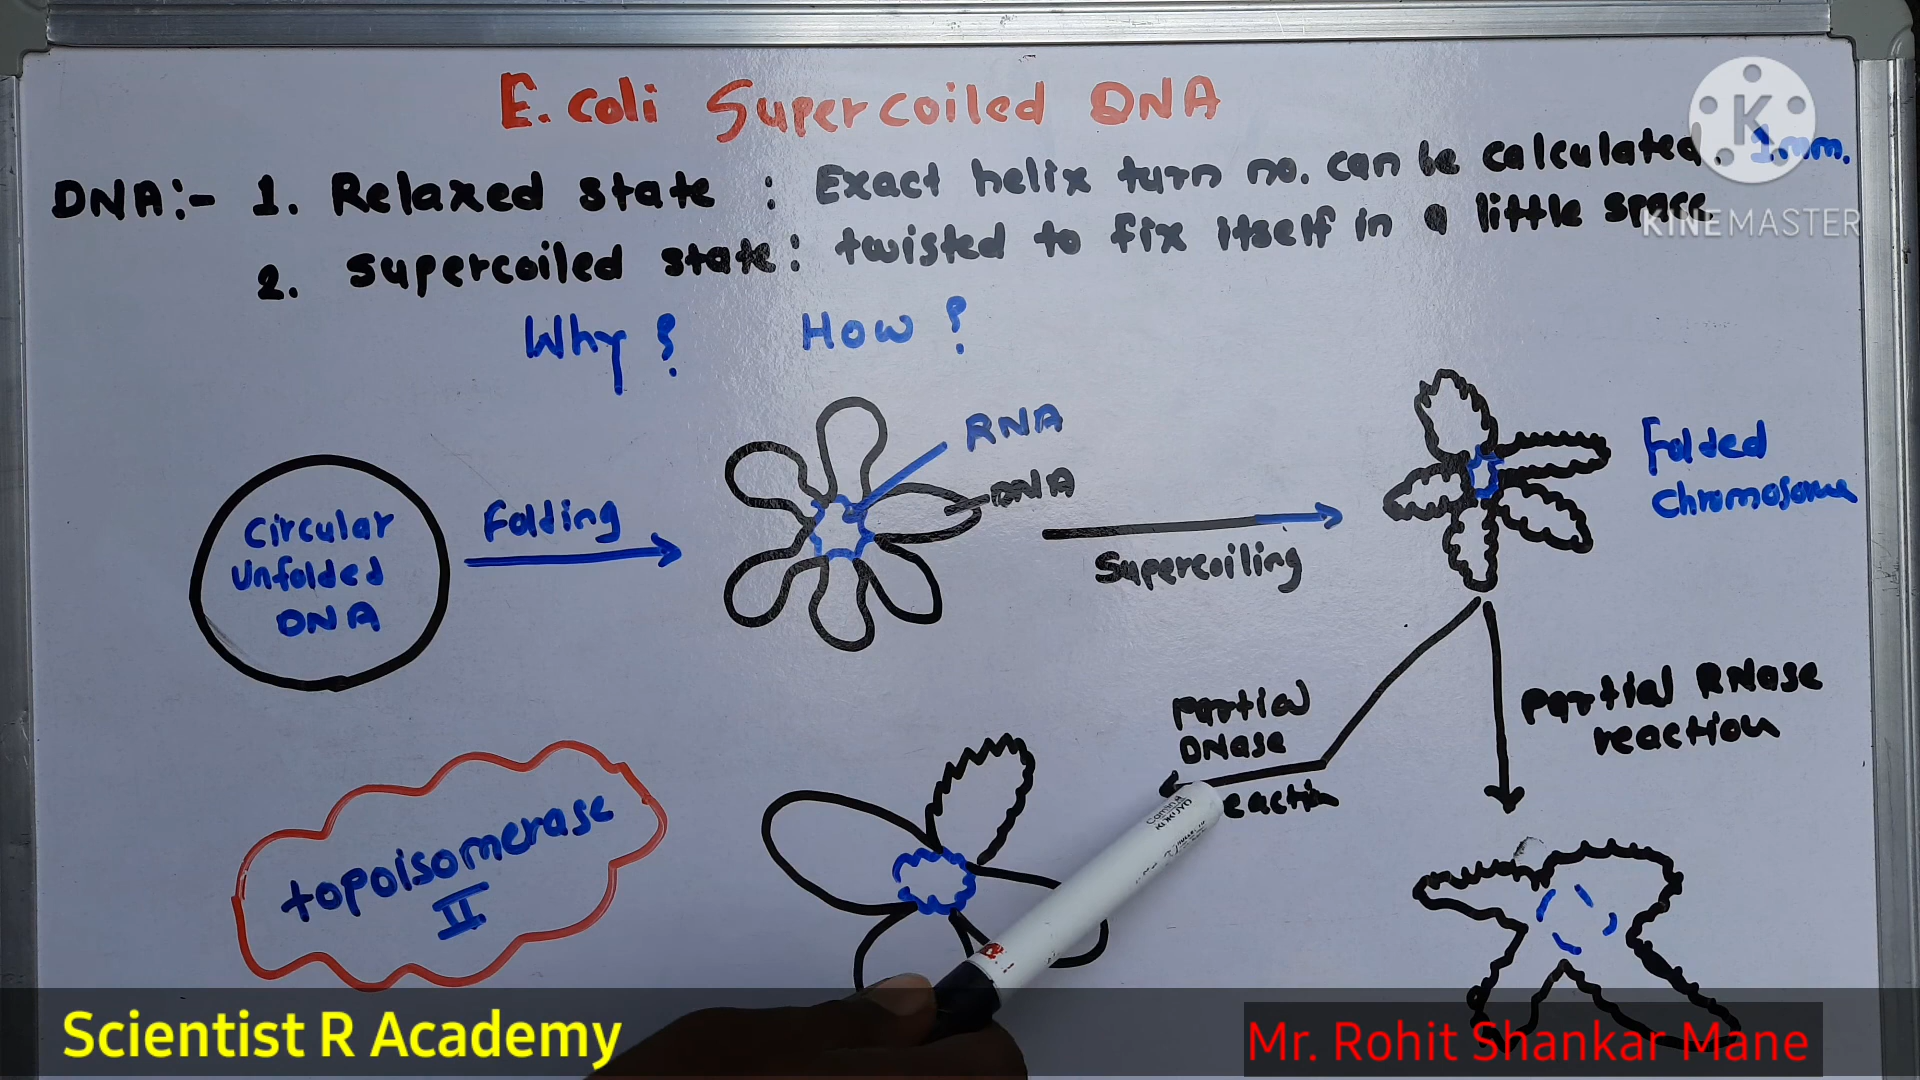 E. coli Supercoiled DNA
DNA:- 1. Relaxed state : Exact helix turn no. can be calculated. 1mm.
2. supercoiled state: twisted to fix itself in a little space
Why? How?
K
KINEMASTER
RNA
DNA
Folded
chromosome
Circular
unfolded
DNA
Folding
Supercoiling
partial
DNase
reaction
partial RNase
reaction
topoisomerase
II
Scientist R Academy
Mr. Rohit Shankar Mane